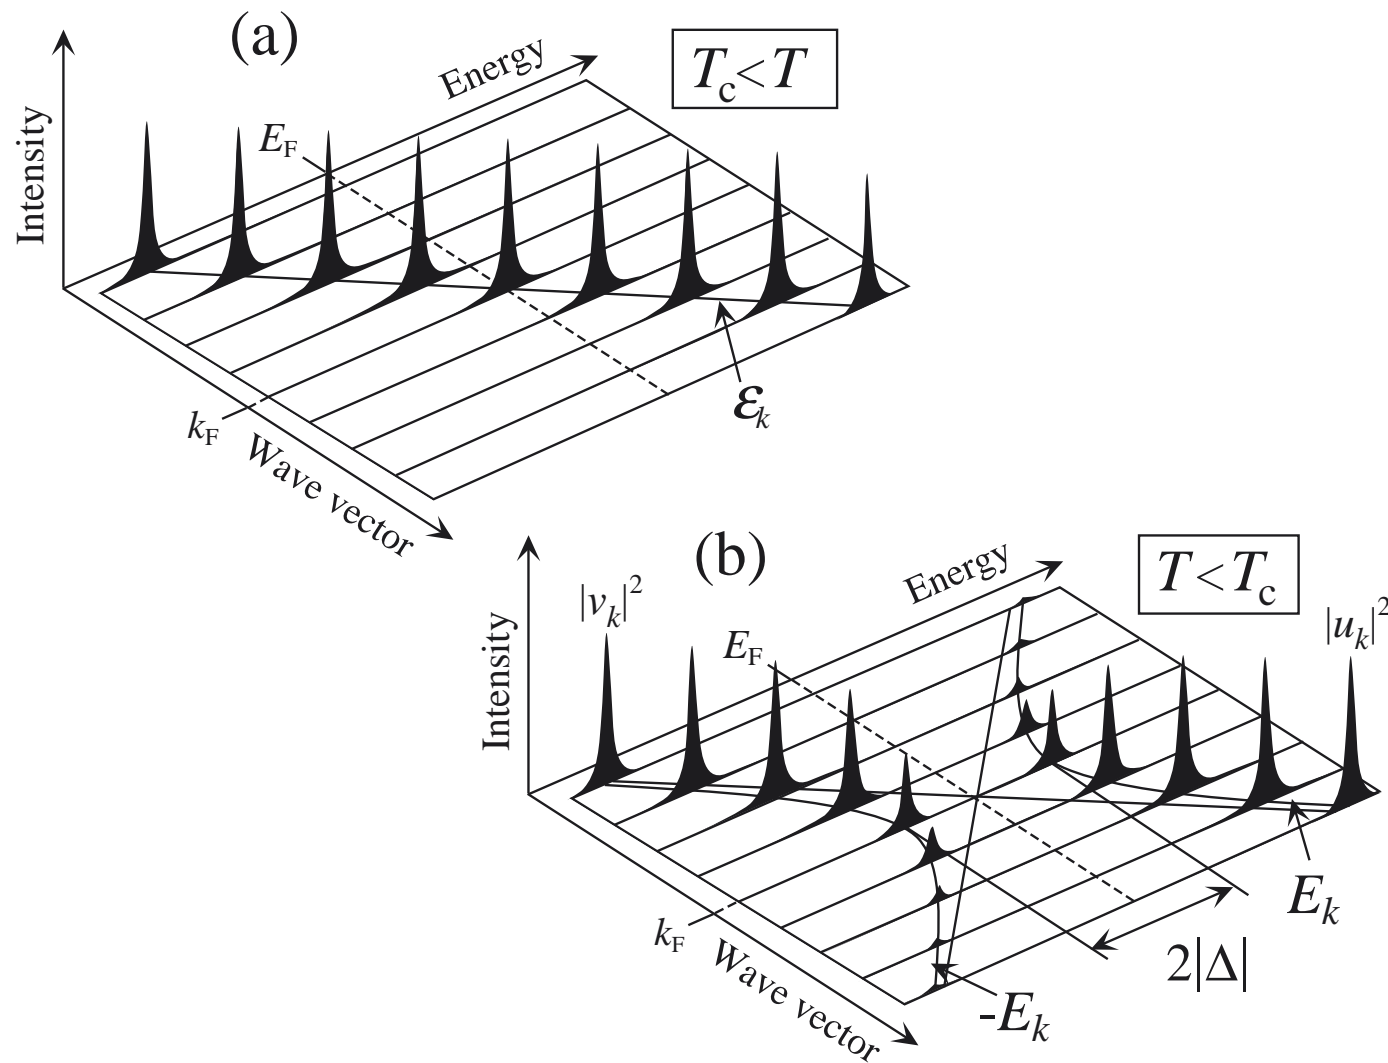 (a)
T_c < T
Energy
E_F
Intensity
ε_k
k_F
Wave vector
(b)
T < T_c
Energy
|v_k|^2
|u_k|^2
E_F
Intensity
E_k
k_F
2|Δ|
Wave vector
-E_k